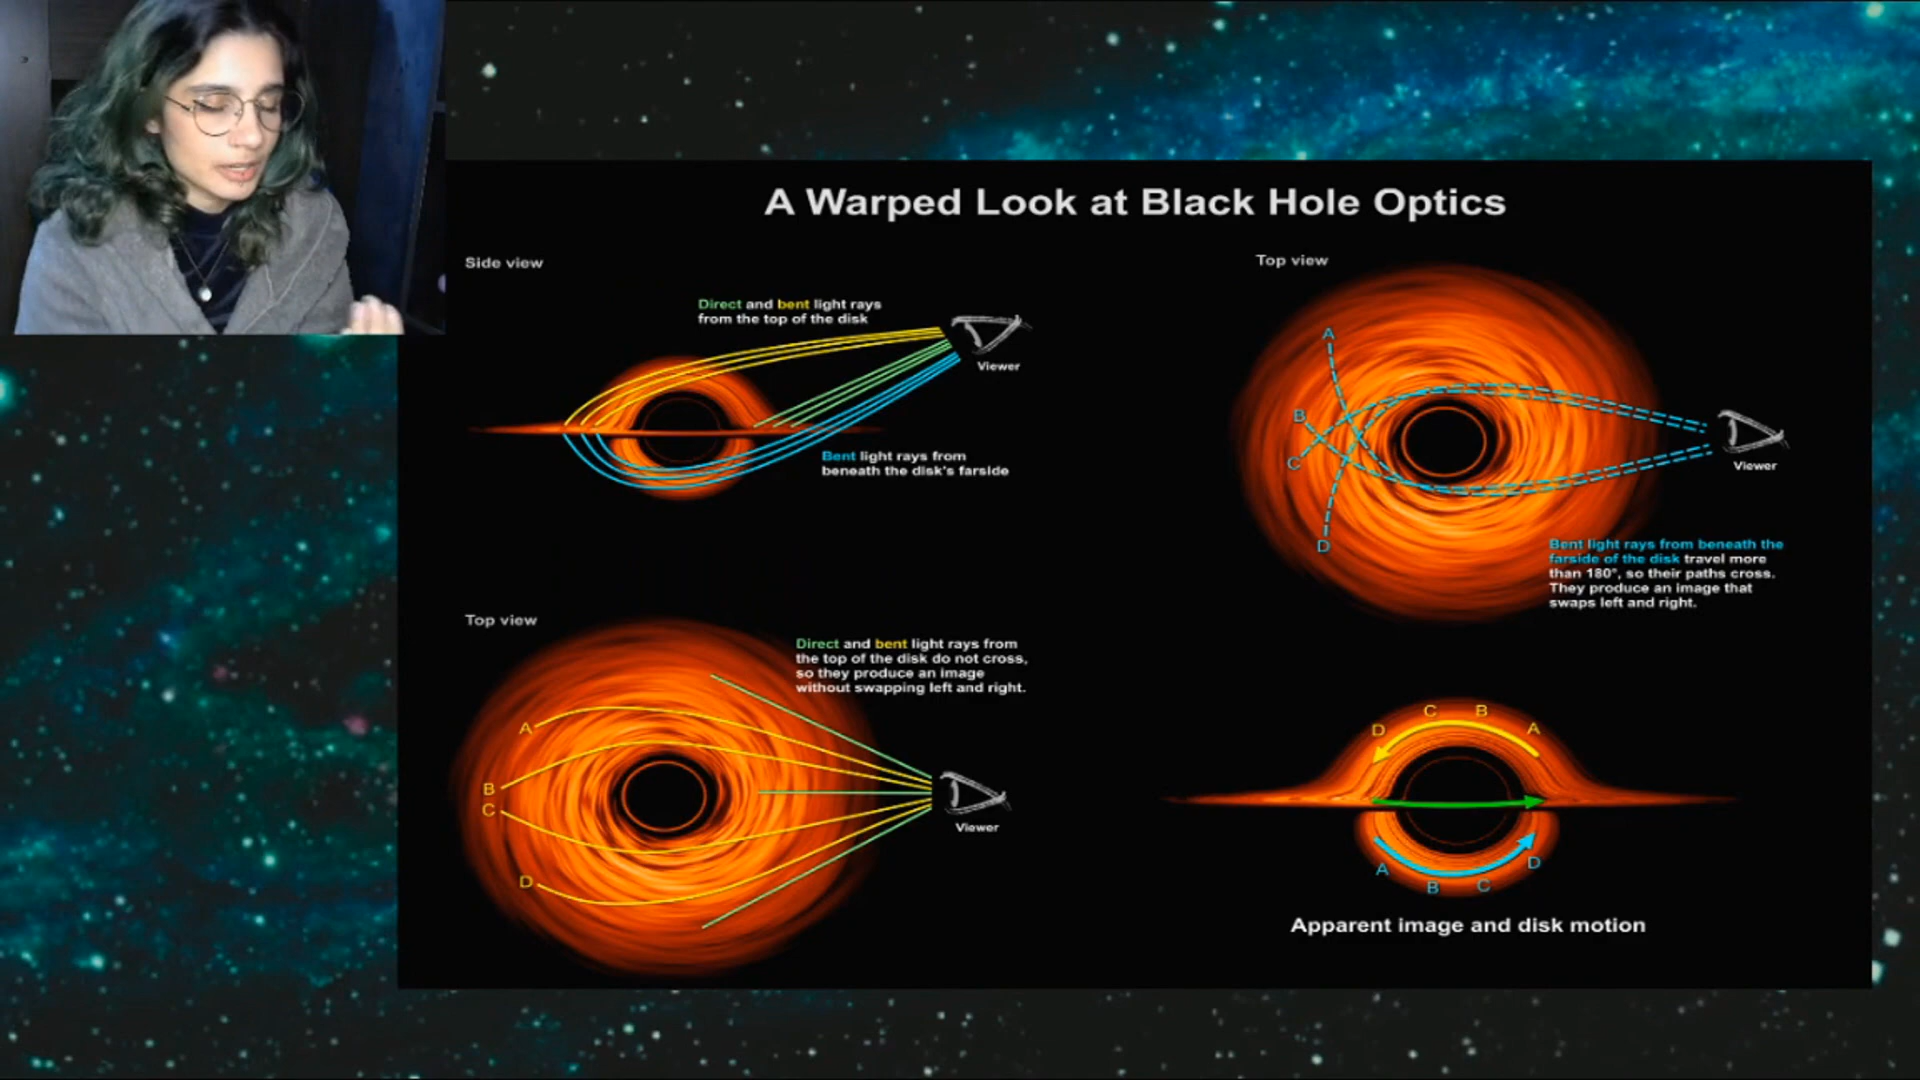 A Warped Look at Black Hole Optics
Side view
Direct and bent light rays
from the top of the disk
Viewer
Bent light rays from
beneath the disk's farside
Top view
A
B
C
D
Viewer
Bent light rays from beneath the
farside of the disk travel more
than 180°, so their paths cross.
They produce an image that
swaps left and right.
Top view
Direct and bent light rays from
the top of the disk do not cross,
so they produce an image
without swapping left and right.
A
B
C
D
Viewer
D C B A
A B C D
Apparent image and disk motion